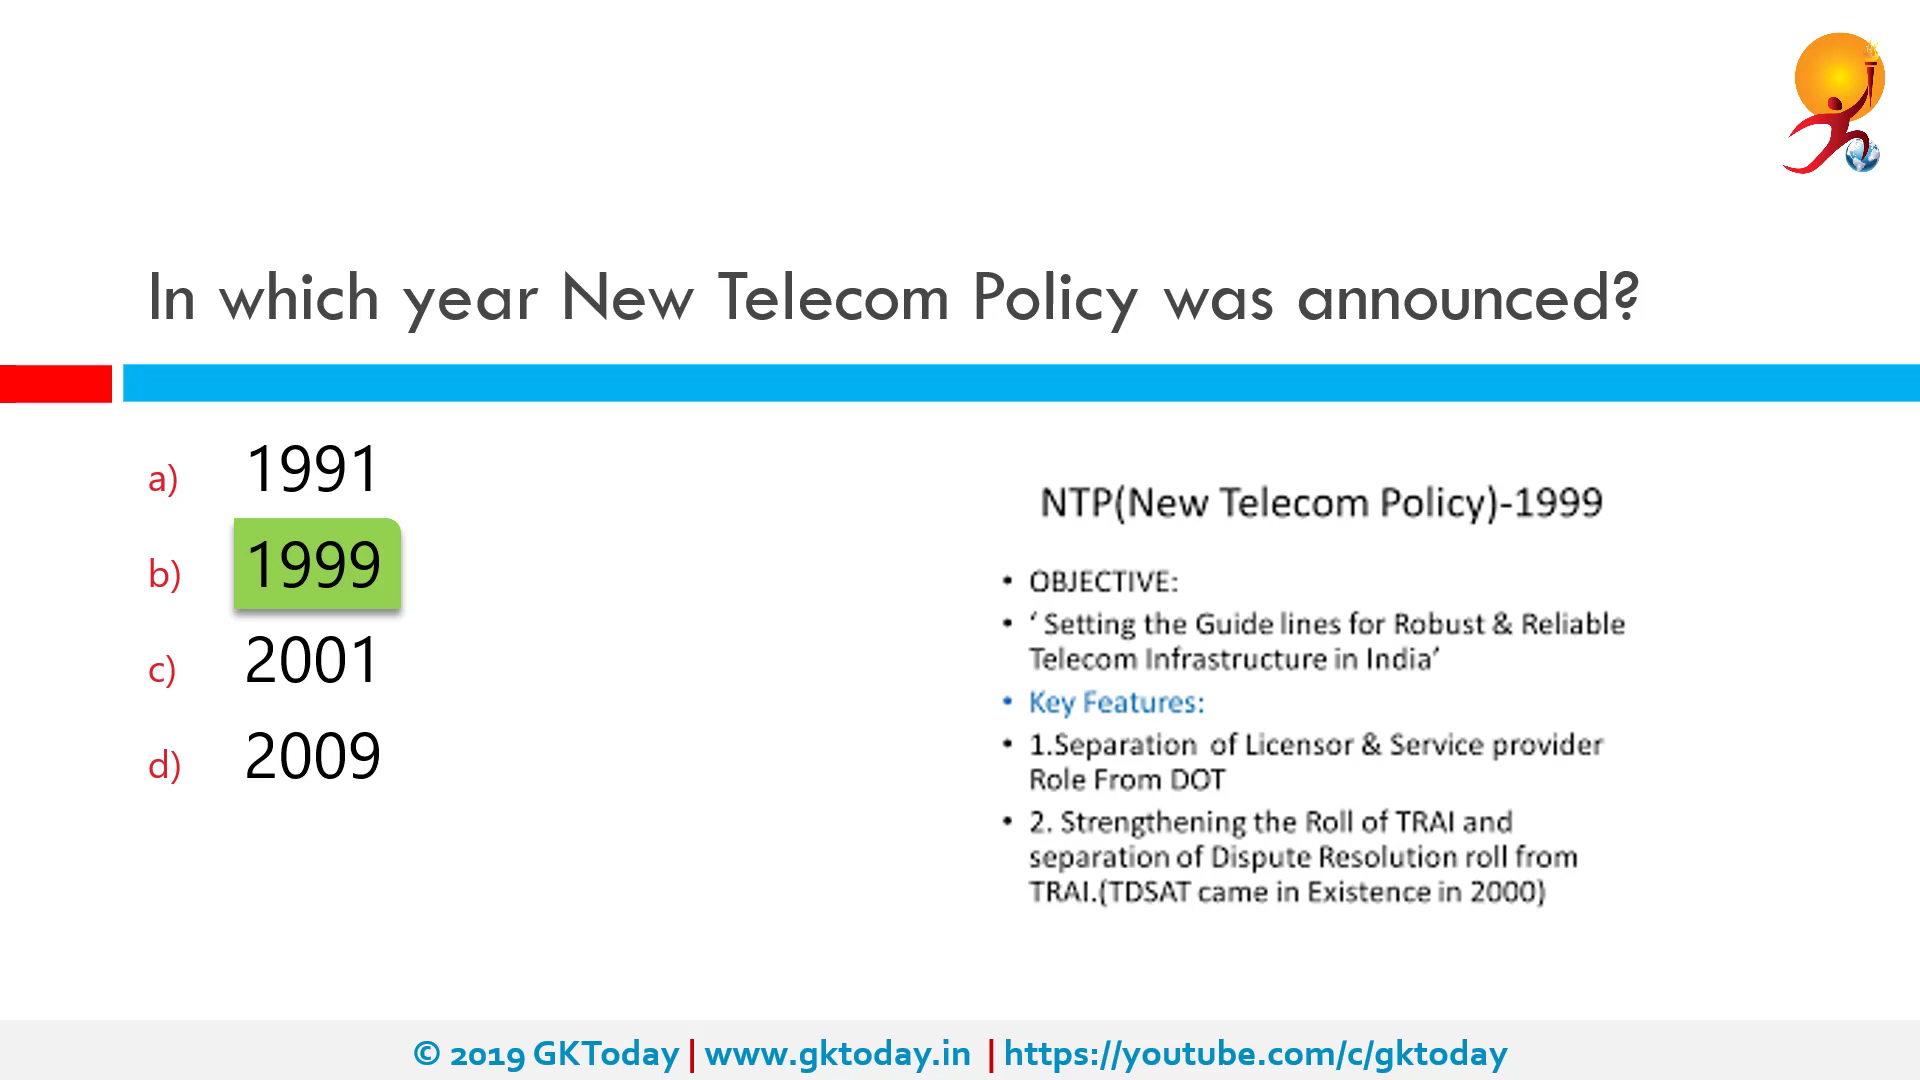 In which year New Telecom Policy was announced?
a) 1991
b) 1999
c) 2001
d) 2009
NTP(New Telecom Policy)-1999
• OBJECTIVE:
• ‘ Setting the Guide lines for Robust & Reliable
Telecom Infrastructure in India’
• Key Features:
• 1.Separation of Licensor & Service provider
Role From DOT
• 2. Strengthening the Roll of TRAI and
separation of Dispute Resolution roll from
TRAI.(TDSAT came in Existence in 2000)
© 2019 GKToday | www.gktoday.in | https://youtube.com/c/gktoday